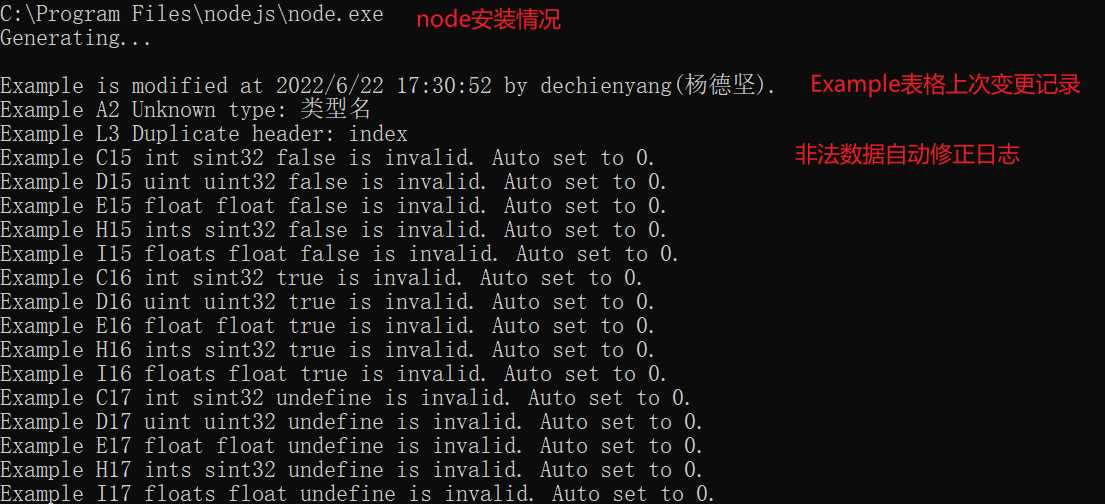 C:\Program Files\nodejs\node.exe
node安装情况
Generating...
Example is modified at 2022/6/22 17:30:52 by dechienyang(杨德坚).
Example表格上次变更记录
Example A2 Unknown type: 类型名
Example L3 Duplicate header: index
Example C15 int sint32 false is invalid. Auto set to 0.
非法数据自动修正日志
Example D15 uint uint32 false is invalid. Auto set to 0.
Example E15 float float false is invalid. Auto set to 0.
Example H15 ints sint32 false is invalid. Auto set to 0.
Example I15 floats float false is invalid. Auto set to 0.
Example C16 int sint32 true is invalid. Auto set to 0.
Example D16 uint uint32 true is invalid. Auto set to 0.
Example E16 float float true is invalid. Auto set to 0.
Example H16 ints sint32 true is invalid. Auto set to 0.
Example I16 floats float true is invalid. Auto set to 0.
Example C17 int sint32 undefine is invalid. Auto set to 0.
Example D17 uint uint32 undefine is invalid. Auto set to 0.
Example E17 float float undefine is invalid. Auto set to 0.
Example H17 ints sint32 undefine is invalid. Auto set to 0.
Example I17 floats float undefine is invalid. Auto set to 0.